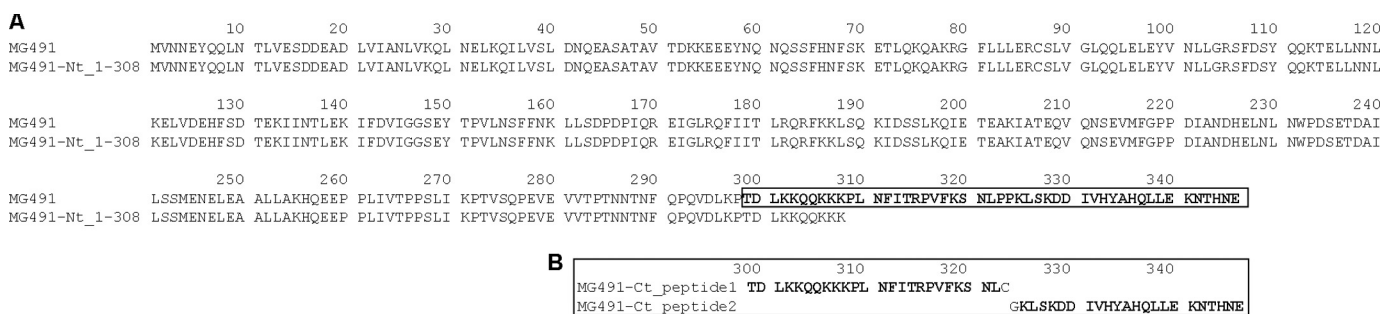 A
10 20 30 40 50 60 70 80 90 100 110 120
MG491 MVNNEYQQLN TLVESDDEAD LVIANLVKQL NELKQILVSL DNQEASATAV TDKKEEEYNQ NQSSFHNFSK ETLQKQAKRG FLLLERCSLV GLQQLELEYV NLLGRSFDSY QQKTELLNNL
MG491-Nt_1-308 MVNNEYQQLN TLVESDDEAD LVIANLVKQL NELKQILVSL DNQEASATAV TDKKEEEYNQ NQSSFHNFSK ETLQKQAKRG FLLLERCSLV GLQQLELEYV NLLGRSFDSY QQKTELLNNL
130 140 150 160 170 180 190 200 210 220 230 240
MG491 KELVDEHFSD TEKIINTLEK IFDVIGGSEY TPVLNSFFNK LLSDPDPIQR EIGLRQFIIT LRQRFKKLSQ KIDSSLKQIE TEAKIATEQV QNSEVMFGPP DIANDHELNL NWPDSETDAI
MG491-Nt_1-308 KELVDEHFSD TEKIINTLEK IFDVIGGSEY TPVLNSFFNK LLSDPDPIQR EIGLRQFIIT LRQRFKKLSQ KIDSSLKQIE TEAKIATEQV QNSEVMFGPP DIANDHELNL NWPDSETDAI
250 260 270 280 290 300 310 320 330 340
MG491 LSSMENELEA ALLAKHQEEP PLIVTPPSLI KPTVSQPEVE VVTPTNNTNF QPQVDLKPTD LKKQQKKKPL NFITRPVFKS NLPPKLSKDD IVHYAHQLLE KNTHNE
MG491-Nt_1-308 LSSMENELEA ALLAKHQEEP PLIVTPPSLI KPTVSQPEVE VVTPTNNTNF QPQVDLKPTD LKKQQKKK
B
300 310 320 330 340
MG491-Ct_peptide1 TD LKKQQKKKPL NFITRPVFKS NLC
MG491-Ct peptide2 GKLSKDD IVHYAHQLLE KNTHNE